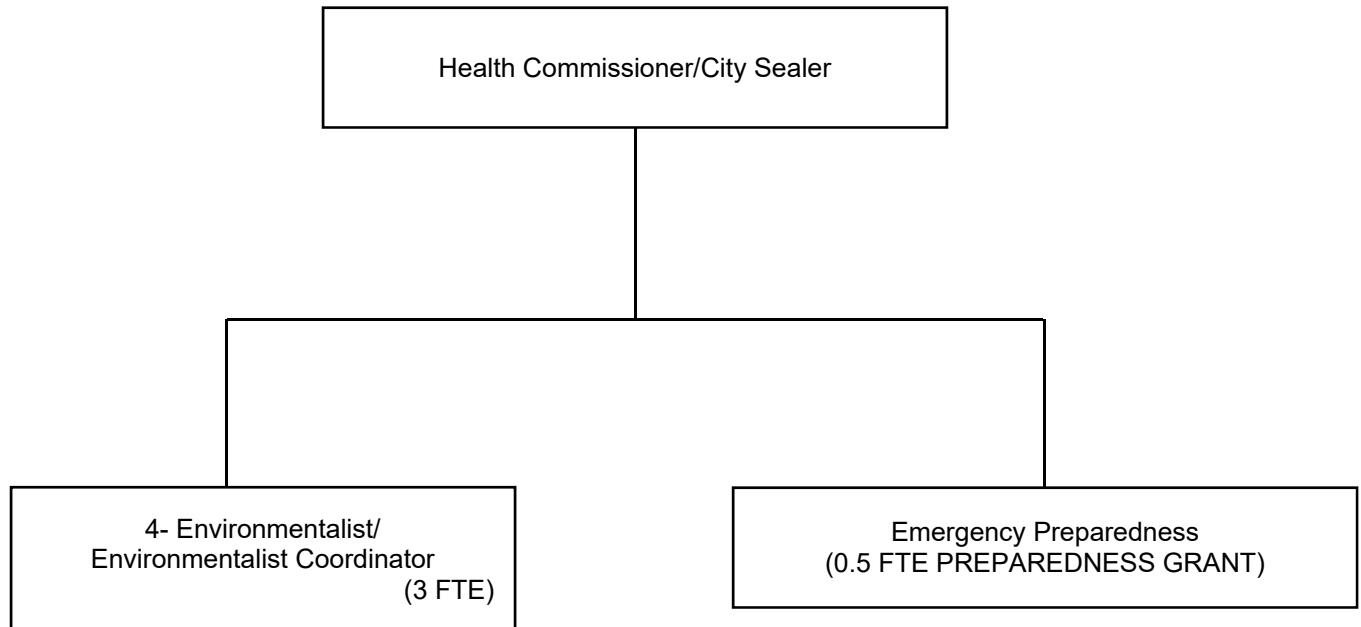 Health Commissioner/City Sealer
4- Environmentalist/
Environmentalist Coordinator
(3 FTE)
Emergency Preparedness
(0.5 FTE PREPAREDNESS GRANT)